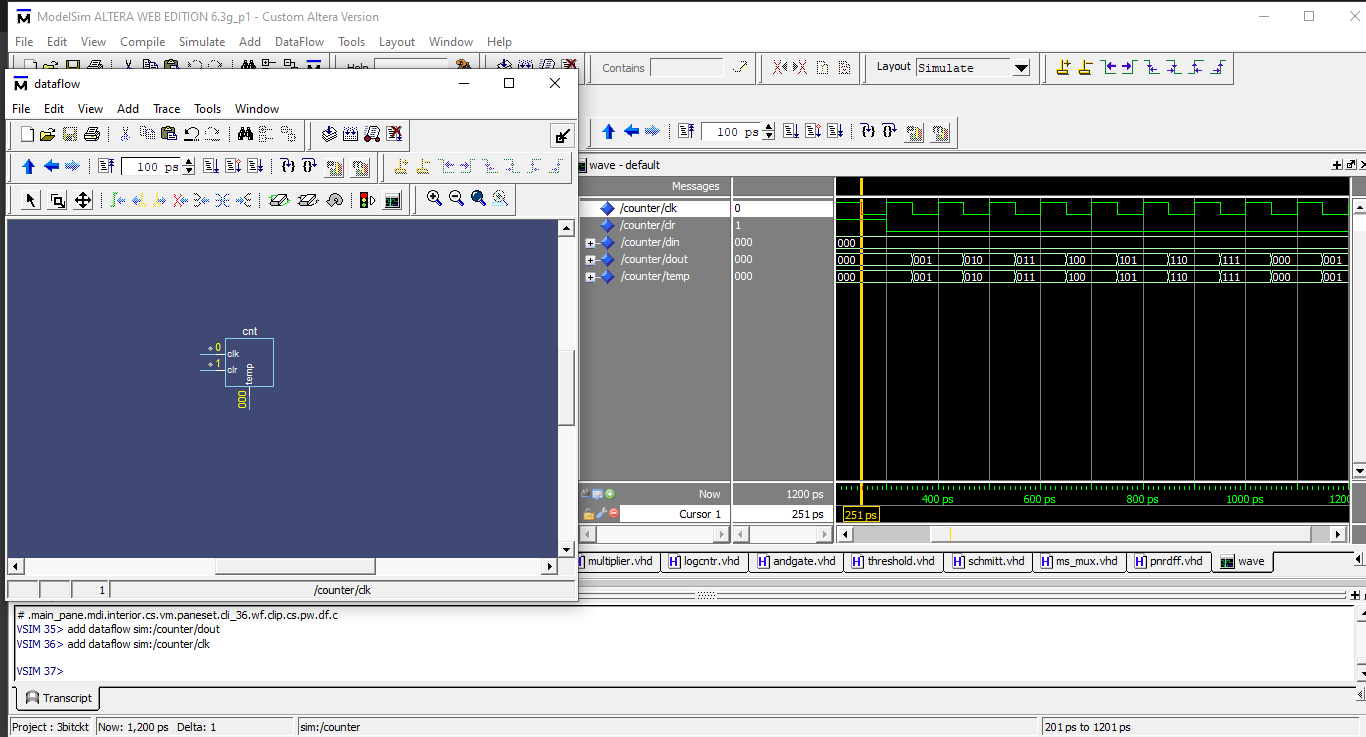 ModelSim ALTERA WEB EDITION 6.3g_p1 - Custom Altera Version
File Edit View Compile Simulate Add DataFlow Tools Layout Window Help
Help
Contains
Layout Simulate
dataflow
File Edit View Add Trace Tools Window
100 ps
100 ps
cnt
0
clk
1
clr
temp
000
1 /counter/clk
wave - default
Messages
/counter/clk 0
/counter/clr 1
/counter/din 000 000
/counter/dout 000 000 001 010 011 100 101 110 111 000 001
/counter/temp 000 000 001 010 011 100 101 110 111 000 001
Now 1200 ps 400 ps 600 ps 800 ps 1000 ps 1200
Cursor 1 251 ps 251 ps
multiplier.vhd logcntr.vhd andgate.vhd threshold.vhd schmitt.vhd ms_mux.vhd pnrdff.vhd wave
# .main_pane.mdi.interior.cs.vm.paneset.cli_36.wf.clip.cs.pw.df.c
VSIM 35> add dataflow sim:/counter/dout
VSIM 36> add dataflow sim:/counter/clk
VSIM 37>
Transcript
Project : 3bitckt Now: 1,200 ps Delta: 1 sim:/counter 201 ps to 1201 ps